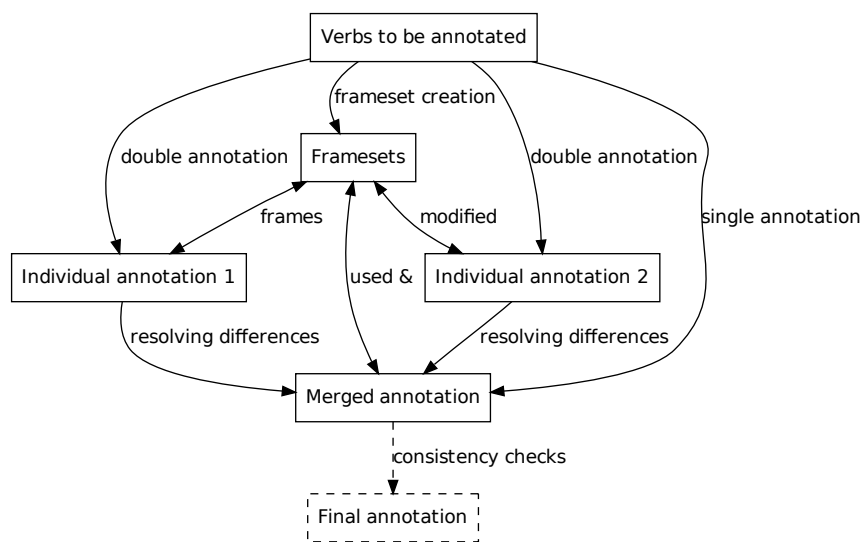 Verbs to be annotated
frameset creation
double annotation
Framesets
double annotation
frames
modified
single annotation
Individual annotation 1
used &
Individual annotation 2
resolving differences
resolving differences
Merged annotation
consistency checks
Final annotation